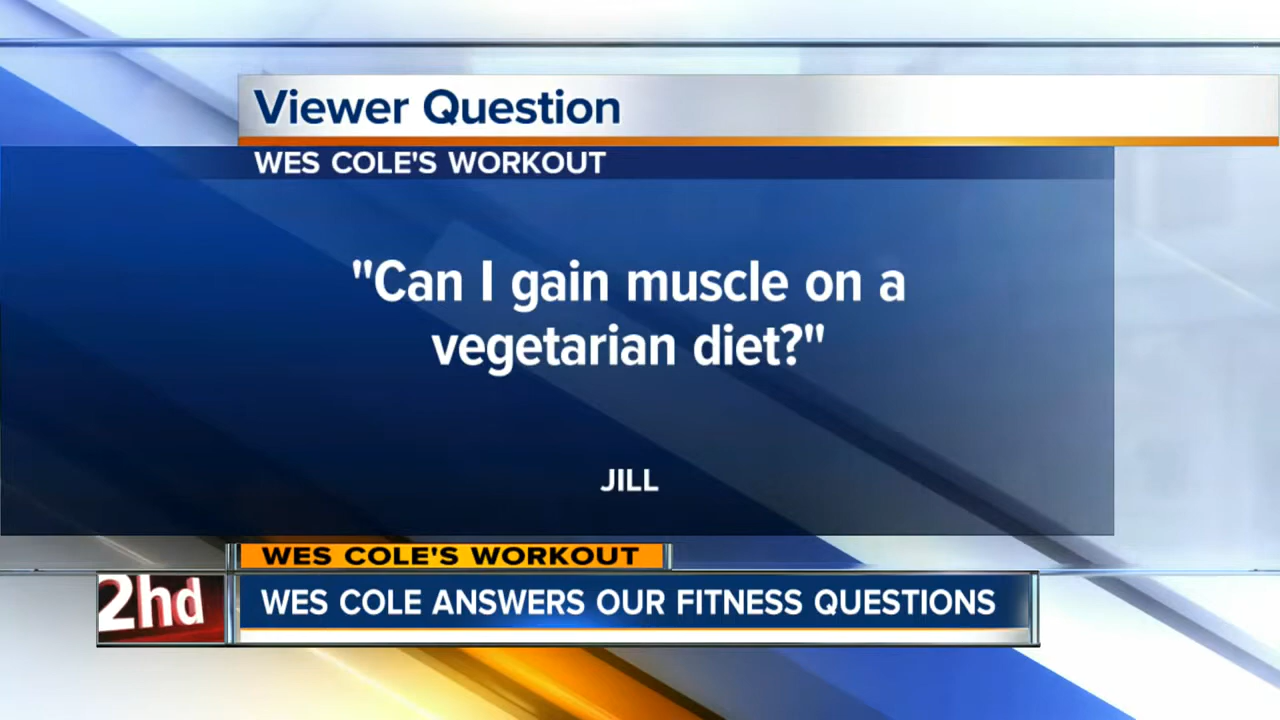 Viewer Question
WES COLE'S WORKOUT
"Can I gain muscle on a
vegetarian diet?"
JILL
WES COLE'S WORKOUT
2hd
WES COLE ANSWERS OUR FITNESS QUESTIONS